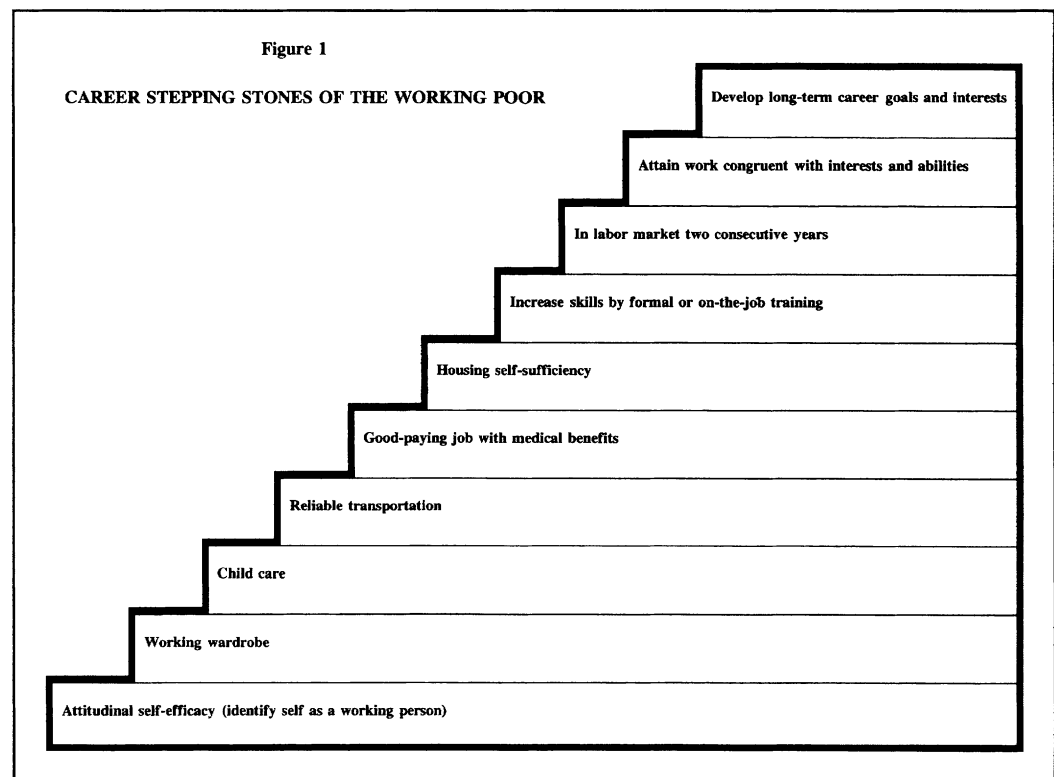 Figure 1
CAREER STEPPING STONES OF THE WORKING POOR
Develop long-term career goals and interests
Attain work congruent with interests and abilities
In labor market two consecutive years
Increase skills by formal or on-the-job training
Housing self-sufficiency
Good-paying job with medical benefits
Reliable transportation
Child care
Working wardrobe
Attitudinal self-efficacy (identify self as a working person)